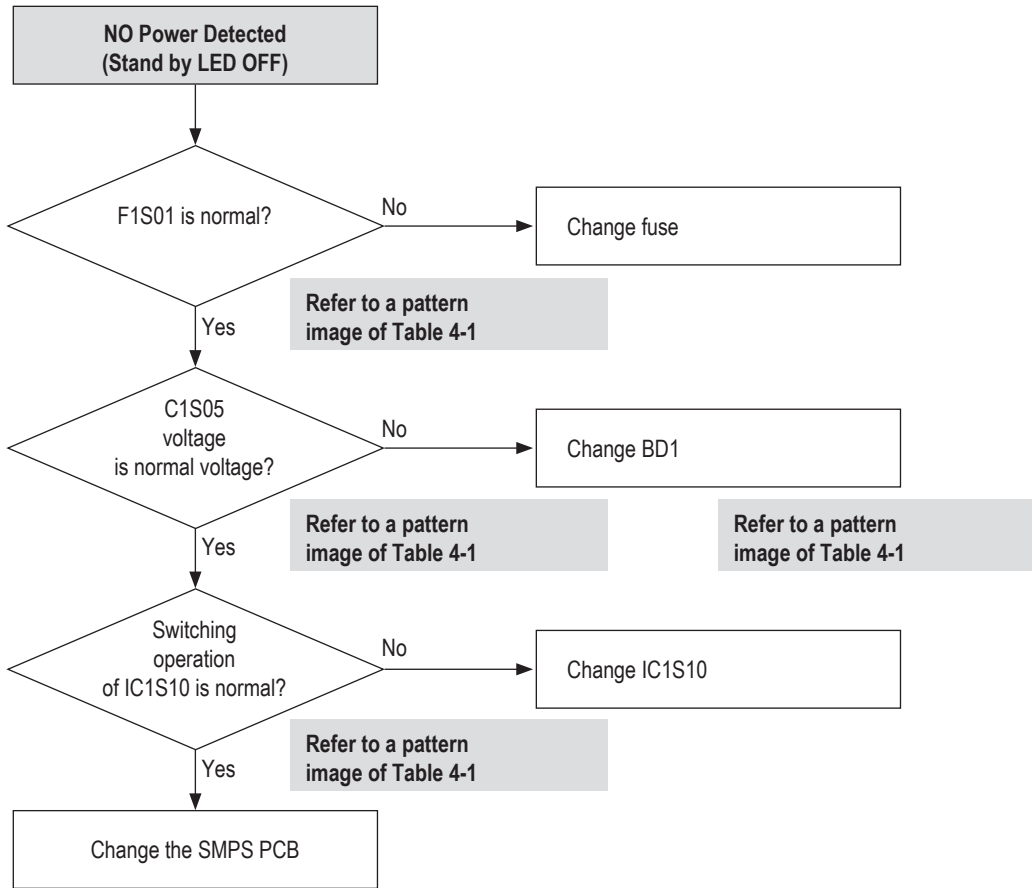 NO Power Detected
(Stand by LED OFF)
F1S01 is normal?
No
Change fuse
Refer to a pattern
image of Table 4-1
Yes
C1S05
voltage
is normal voltage?
No
Change BD1
Refer to a pattern
image of Table 4-1
Refer to a pattern
image of Table 4-1
Yes
Switching
operation
of IC1S10 is normal?
No
Change IC1S10
Refer to a pattern
image of Table 4-1
Yes
Change the SMPS PCB